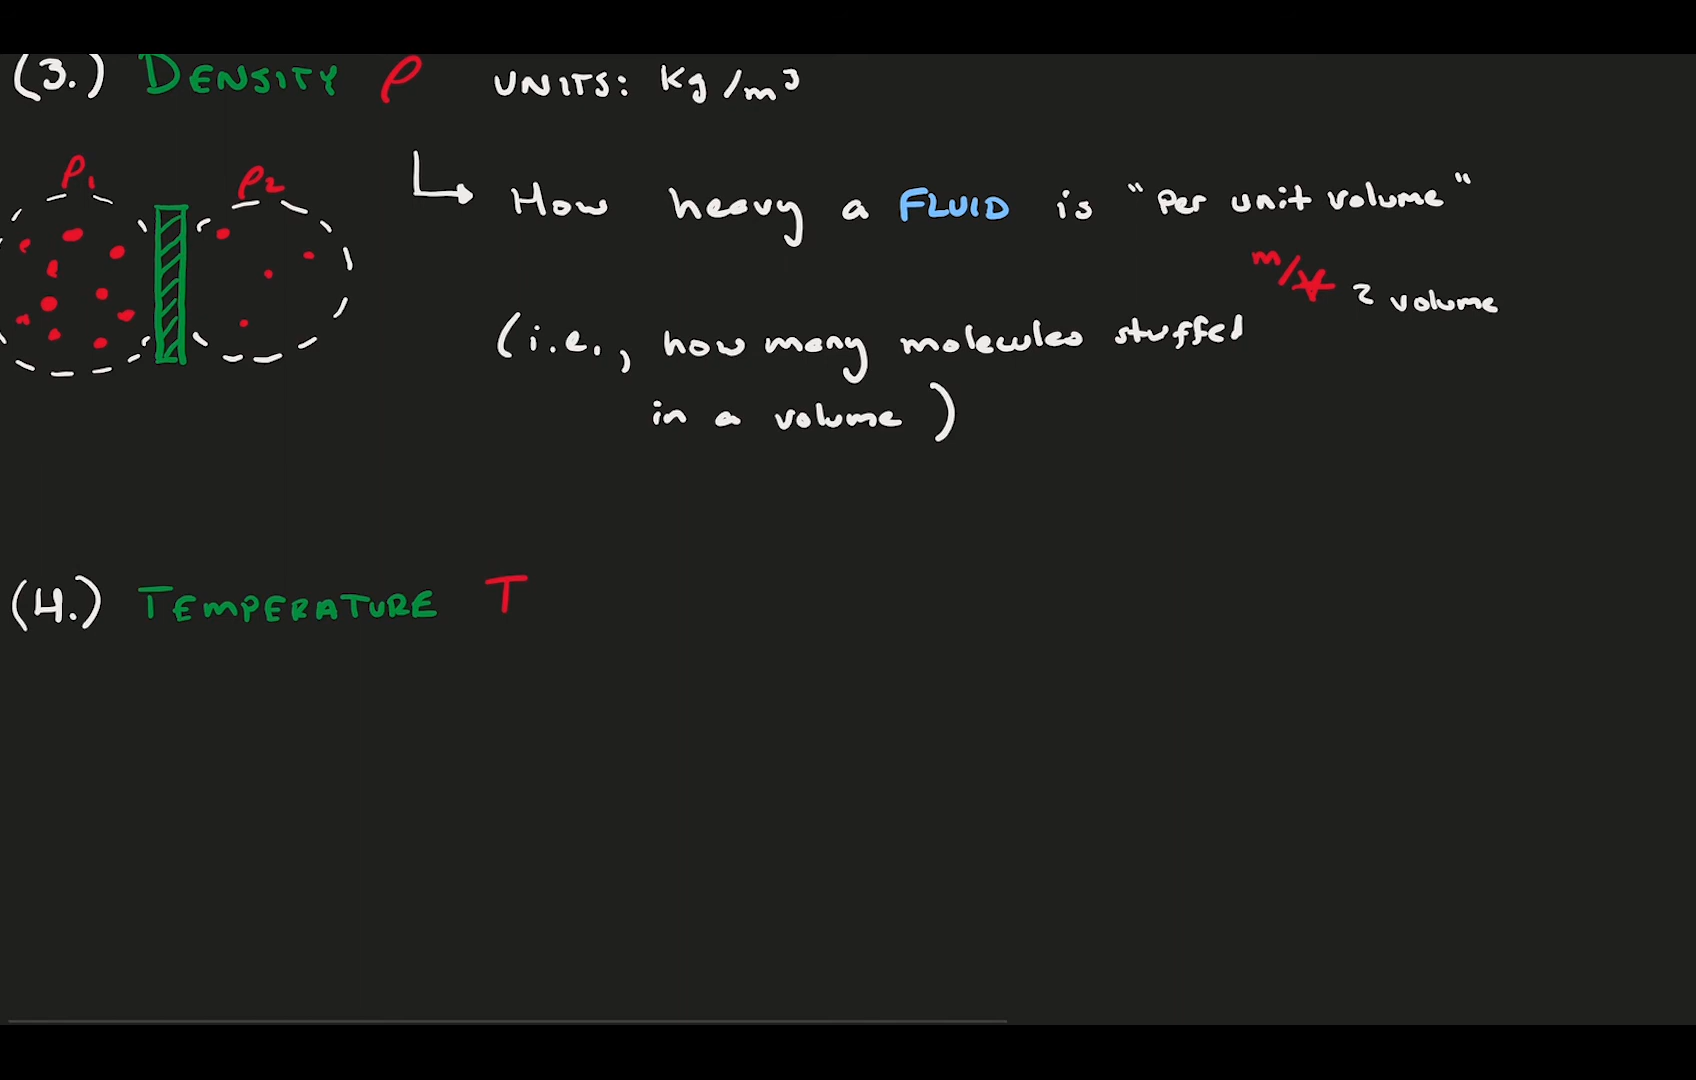 (3.) DENSITY ρ UNITS: kg/m³
ρ₁ ρ₂
How heavy a FLUID is "per unit volume"
m/V volume
(i.e., how many molecules stuffed
in a volume)
(4.) TEMPERATURE T